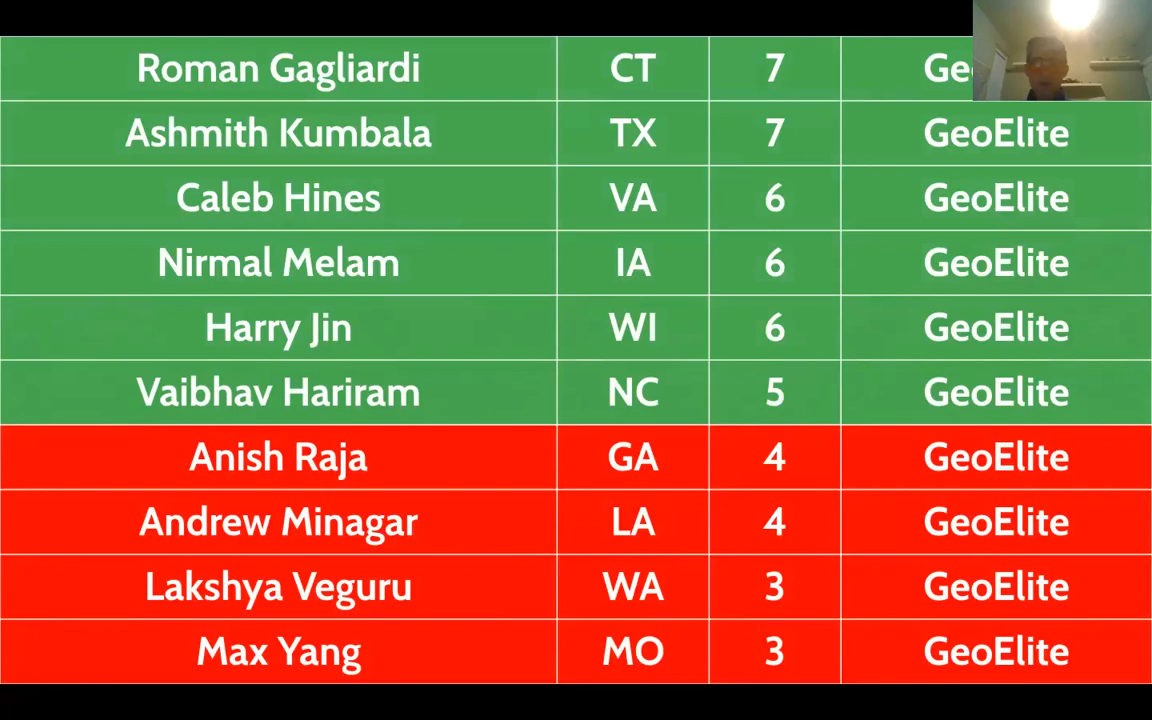 Roman Gagliardi CT 7
Ashmith Kumbala TX 7 GeoElite
Caleb Hines VA 6 GeoElite
Nirmal Melam IA 6 GeoElite
Harry Jin WI 6 GeoElite
Vaibhav Hariram NC 5 GeoElite
Anish Raja GA 4 GeoElite
Andrew Minagar LA 4 GeoElite
Lakshya Veguru WA 3 GeoElite
Max Yang MO 3 GeoElite